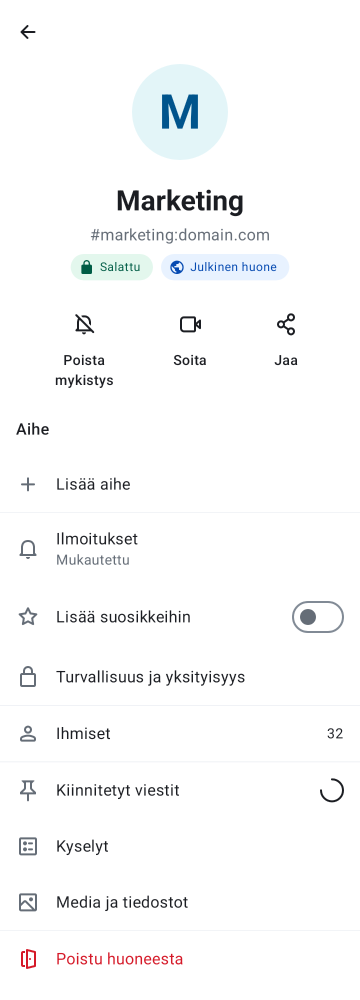 M
Marketing
#marketing:domain.com
Salattu
Julkinen huone
Poista
mykistys
Soita
Jaa
Aihe
Lisää aihe
Ilmoitukset
Mukautettu
Lisää suosikkeihin
Turvallisuus ja yksityisyys
Ihmiset
32
Kiinnitetyt viestit
Kyselyt
Media ja tiedostot
Poistu huoneesta